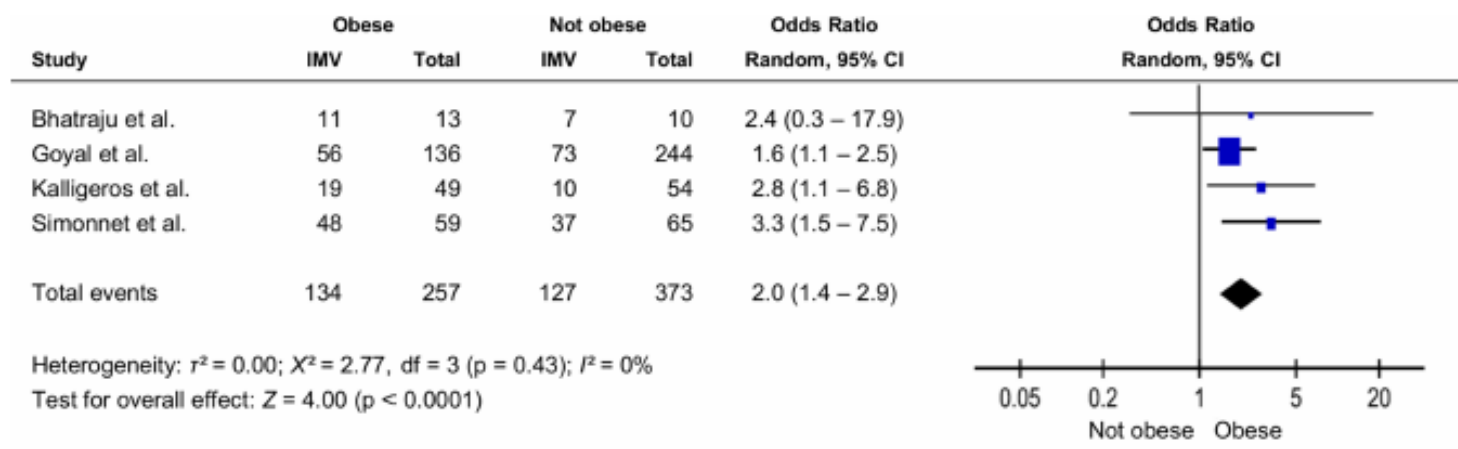 Obese Not obese Odds Ratio Odds Ratio
Study IMV Total IMV Total Random, 95% CI Random, 95% CI
Bhatraju et al. 11 13 7 10 2.4 (0.3 – 17.9)
Goyal et al. 56 136 73 244 1.6 (1.1 – 2.5)
Kalligeros et al. 19 49 10 54 2.8 (1.1 – 6.8)
Simonnet et al. 48 59 37 65 3.3 (1.5 – 7.5)
Total events 134 257 127 373 2.0 (1.4 – 2.9)
Heterogeneity: τ² = 0.00; X² = 2.77, df = 3 (p = 0.43); I² = 0%
Test for overall effect: Z = 4.00 (p < 0.0001)
0.05 0.2 1 5 20
Not obese Obese